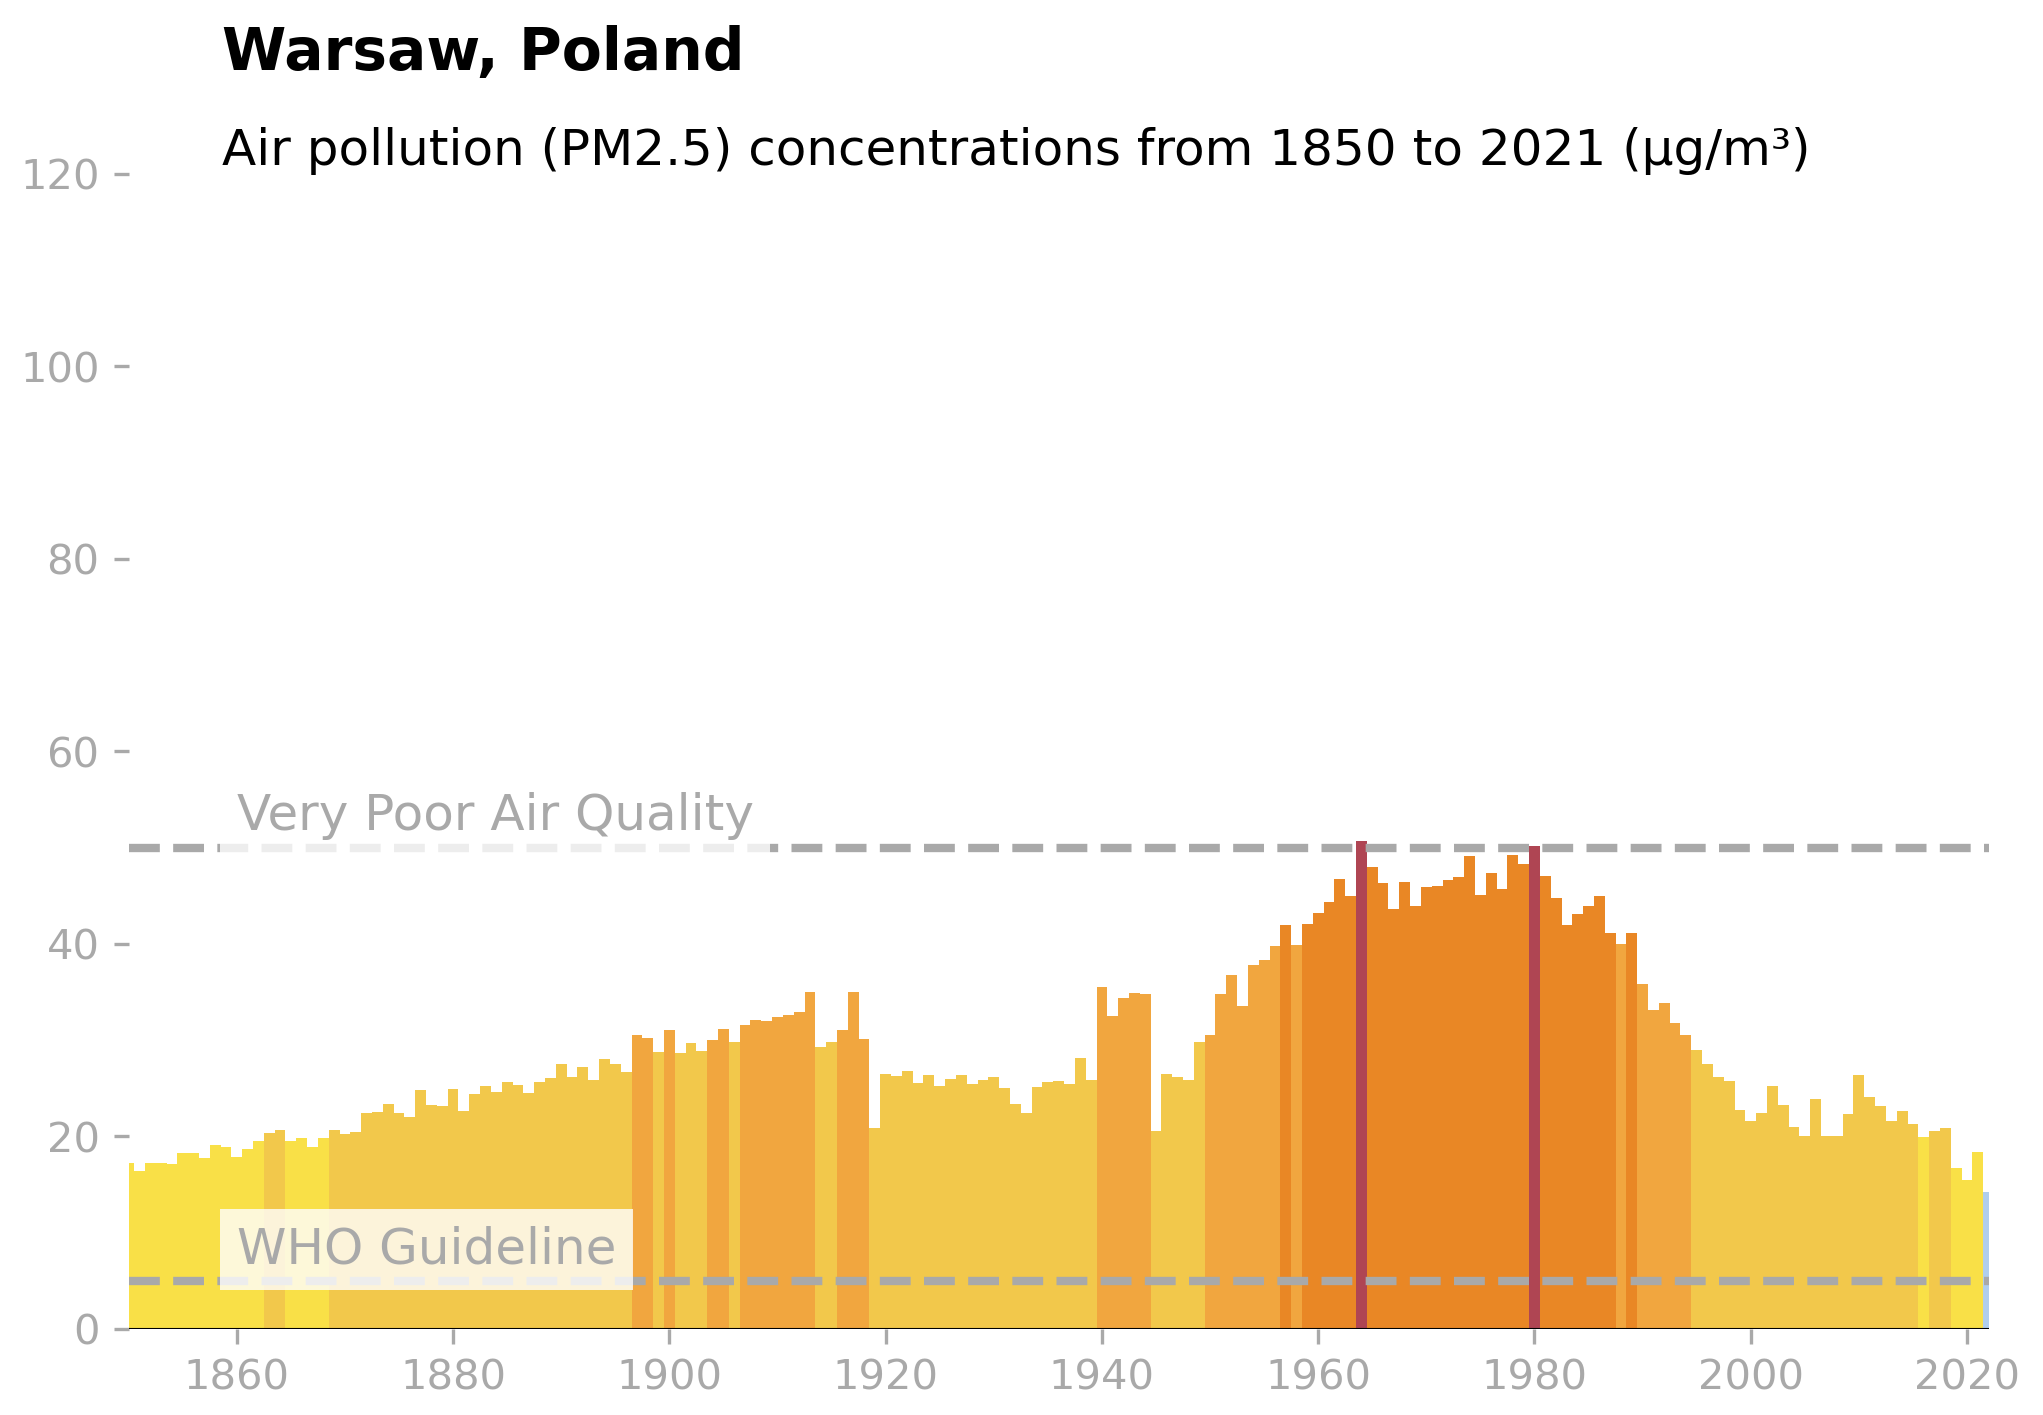 Warsaw, Poland
Air pollution (PM2.5) concentrations from 1850 to 2021 (µg/m³)
120
100
80
60
Very Poor Air Quality
40
20
WHO Guideline
0
1860 1880 1900 1920 1940 1960 1980 2000 2020